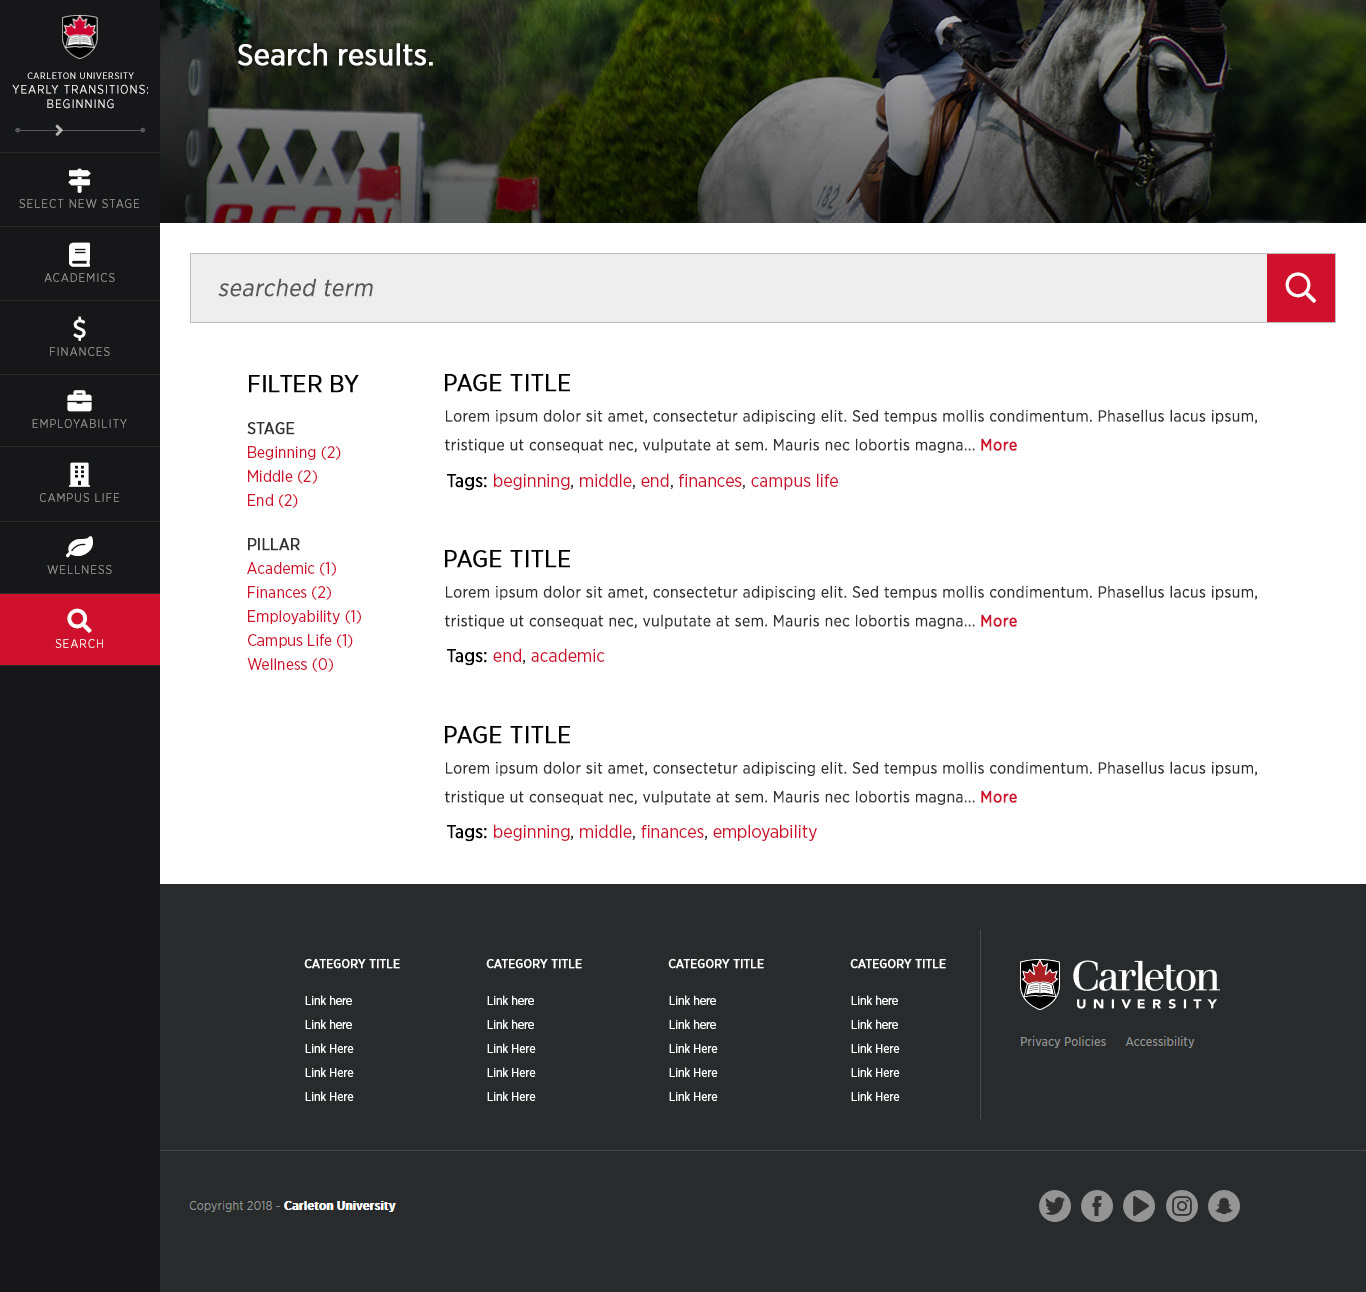 CARLETON UNIVERSITY
YEARLY TRANSITIONS:
BEGINNING
SELECT NEW STAGE
ACADEMICS
FINANCES
EMPLOYABILITY
CAMPUS LIFE
WELLNESS
SEARCH
Search results.
182
searched term
FILTER BY
STAGE
Beginning (2)
Middle (2)
End (2)
PILLAR
Academic (1)
Finances (2)
Employability (1)
Campus Life (1)
Wellness (0)
PAGE TITLE
Lorem ipsum dolor sit amet, consectetur adipiscing elit. Sed tempus mollis condimentum. Phasellus lacus ipsum,
tristique ut consequat nec, vulputate at sem. Mauris nec lobortis magna... More
Tags: beginning, middle, end, finances, campus life
PAGE TITLE
Lorem ipsum dolor sit amet, consectetur adipiscing elit. Sed tempus mollis condimentum. Phasellus lacus ipsum,
tristique ut consequat nec, vulputate at sem. Mauris nec lobortis magna... More
Tags: end, academic
PAGE TITLE
Lorem ipsum dolor sit amet, consectetur adipiscing elit. Sed tempus mollis condimentum. Phasellus lacus ipsum,
tristique ut consequat nec, vulputate at sem. Mauris nec lobortis magna... More
Tags: beginning, middle, finances, employability
CATEGORY TITLE
Link here
Link here
Link Here
Link Here
Link Here
CATEGORY TITLE
Link here
Link here
Link Here
Link Here
Link Here
CATEGORY TITLE
Link here
Link here
Link Here
Link Here
Link Here
CATEGORY TITLE
Link here
Link here
Link Here
Link Here
Link Here
Carleton
UNIVERSITY
Privacy Policies Accessibility
Copyright 2018 - Carleton University